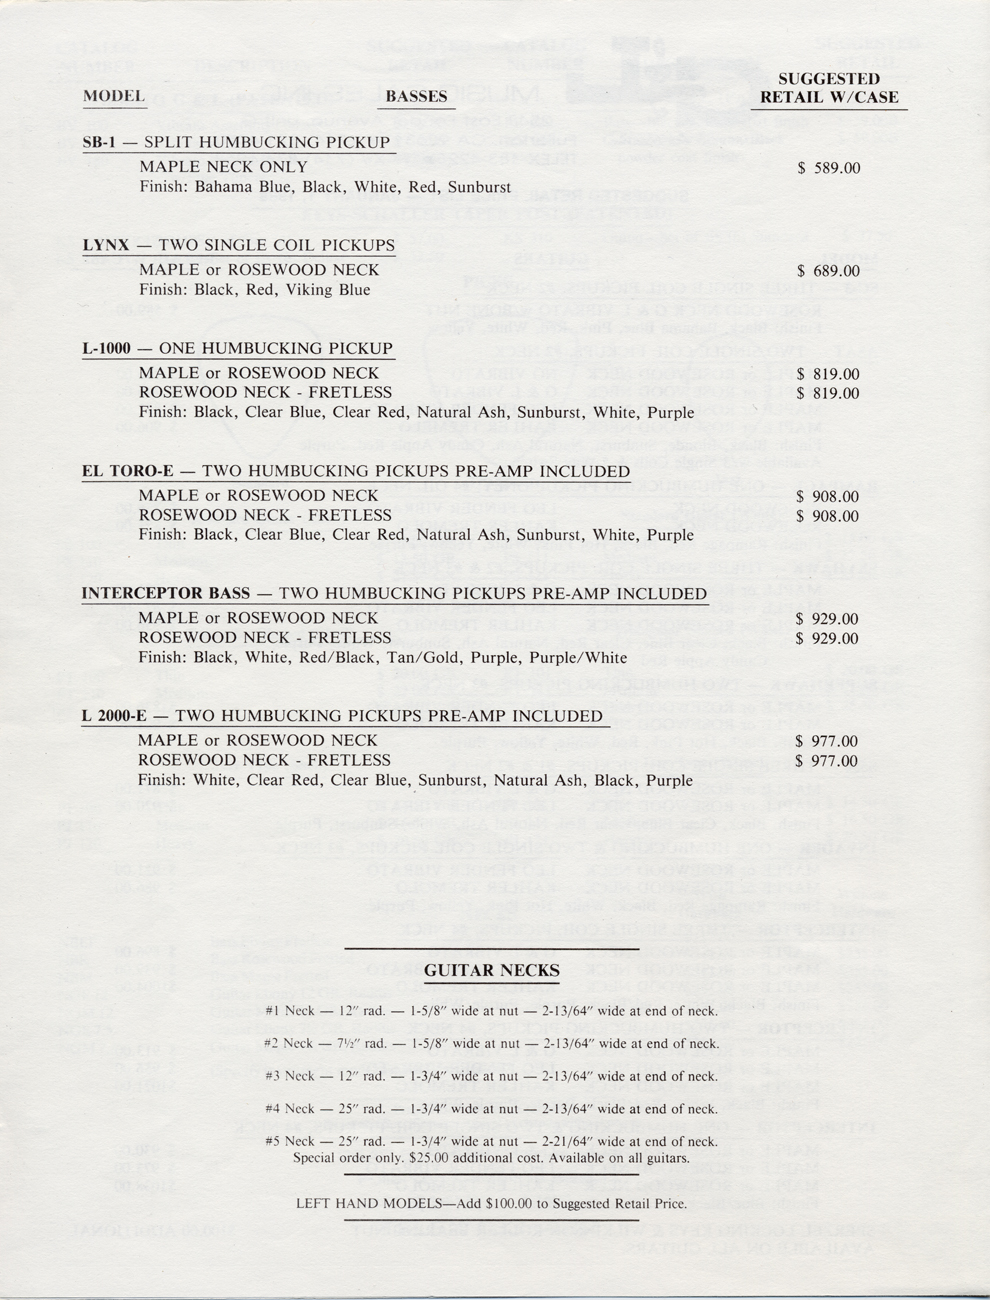 MODEL BASSES SUGGESTED RETAIL W/CASE
SB-1 — SPLIT HUMBUCKING PICKUP
MAPLE NECK ONLY $ 589.00
Finish: Bahama Blue, Black, White, Red, Sunburst
LYNX — TWO SINGLE COIL PICKUPS
MAPLE or ROSEWOOD NECK $ 689.00
Finish: Black, Red, Viking Blue
L-1000 — ONE HUMBUCKING PICKUP
MAPLE or ROSEWOOD NECK $ 819.00
ROSEWOOD NECK - FRETLESS $ 819.00
Finish: Black, Clear Blue, Clear Red, Natural Ash, Sunburst, White, Purple
EL TORO-E — TWO HUMBUCKING PICKUPS PRE-AMP INCLUDED
MAPLE or ROSEWOOD NECK $ 908.00
ROSEWOOD NECK - FRETLESS $ 908.00
Finish: Black, Clear Blue, Clear Red, Natural Ash, Sunburst, White, Purple
INTERCEPTOR BASS — TWO HUMBUCKING PICKUPS PRE-AMP INCLUDED
MAPLE or ROSEWOOD NECK $ 929.00
ROSEWOOD NECK - FRETLESS $ 929.00
Finish: Black, White, Red/Black, Tan/Gold, Purple, Purple/White
L 2000-E — TWO HUMBUCKING PICKUPS PRE-AMP INCLUDED
MAPLE or ROSEWOOD NECK $ 977.00
ROSEWOOD NECK - FRETLESS $ 977.00
Finish: White, Clear Red, Clear Blue, Sunburst, Natural Ash, Black, Purple
GUITAR NECKS
#1 Neck — 12″ rad. — 1-5/8″ wide at nut — 2-13/64″ wide at end of neck.
#2 Neck — 7½″ rad. — 1-5/8″ wide at nut — 2-13/64″ wide at end of neck.
#3 Neck — 12″ rad. — 1-3/4″ wide at nut — 2-13/64″ wide at end of neck.
#4 Neck — 25″ rad. — 1-3/4″ wide at nut — 2-13/64″ wide at end of neck.
#5 Neck — 25″ rad. — 1-3/4″ wide at nut — 2-21/64″ wide at end of neck.
Special order only. $25.00 additional cost. Available on all guitars.
LEFT HAND MODELS—Add $100.00 to Suggested Retail Price.